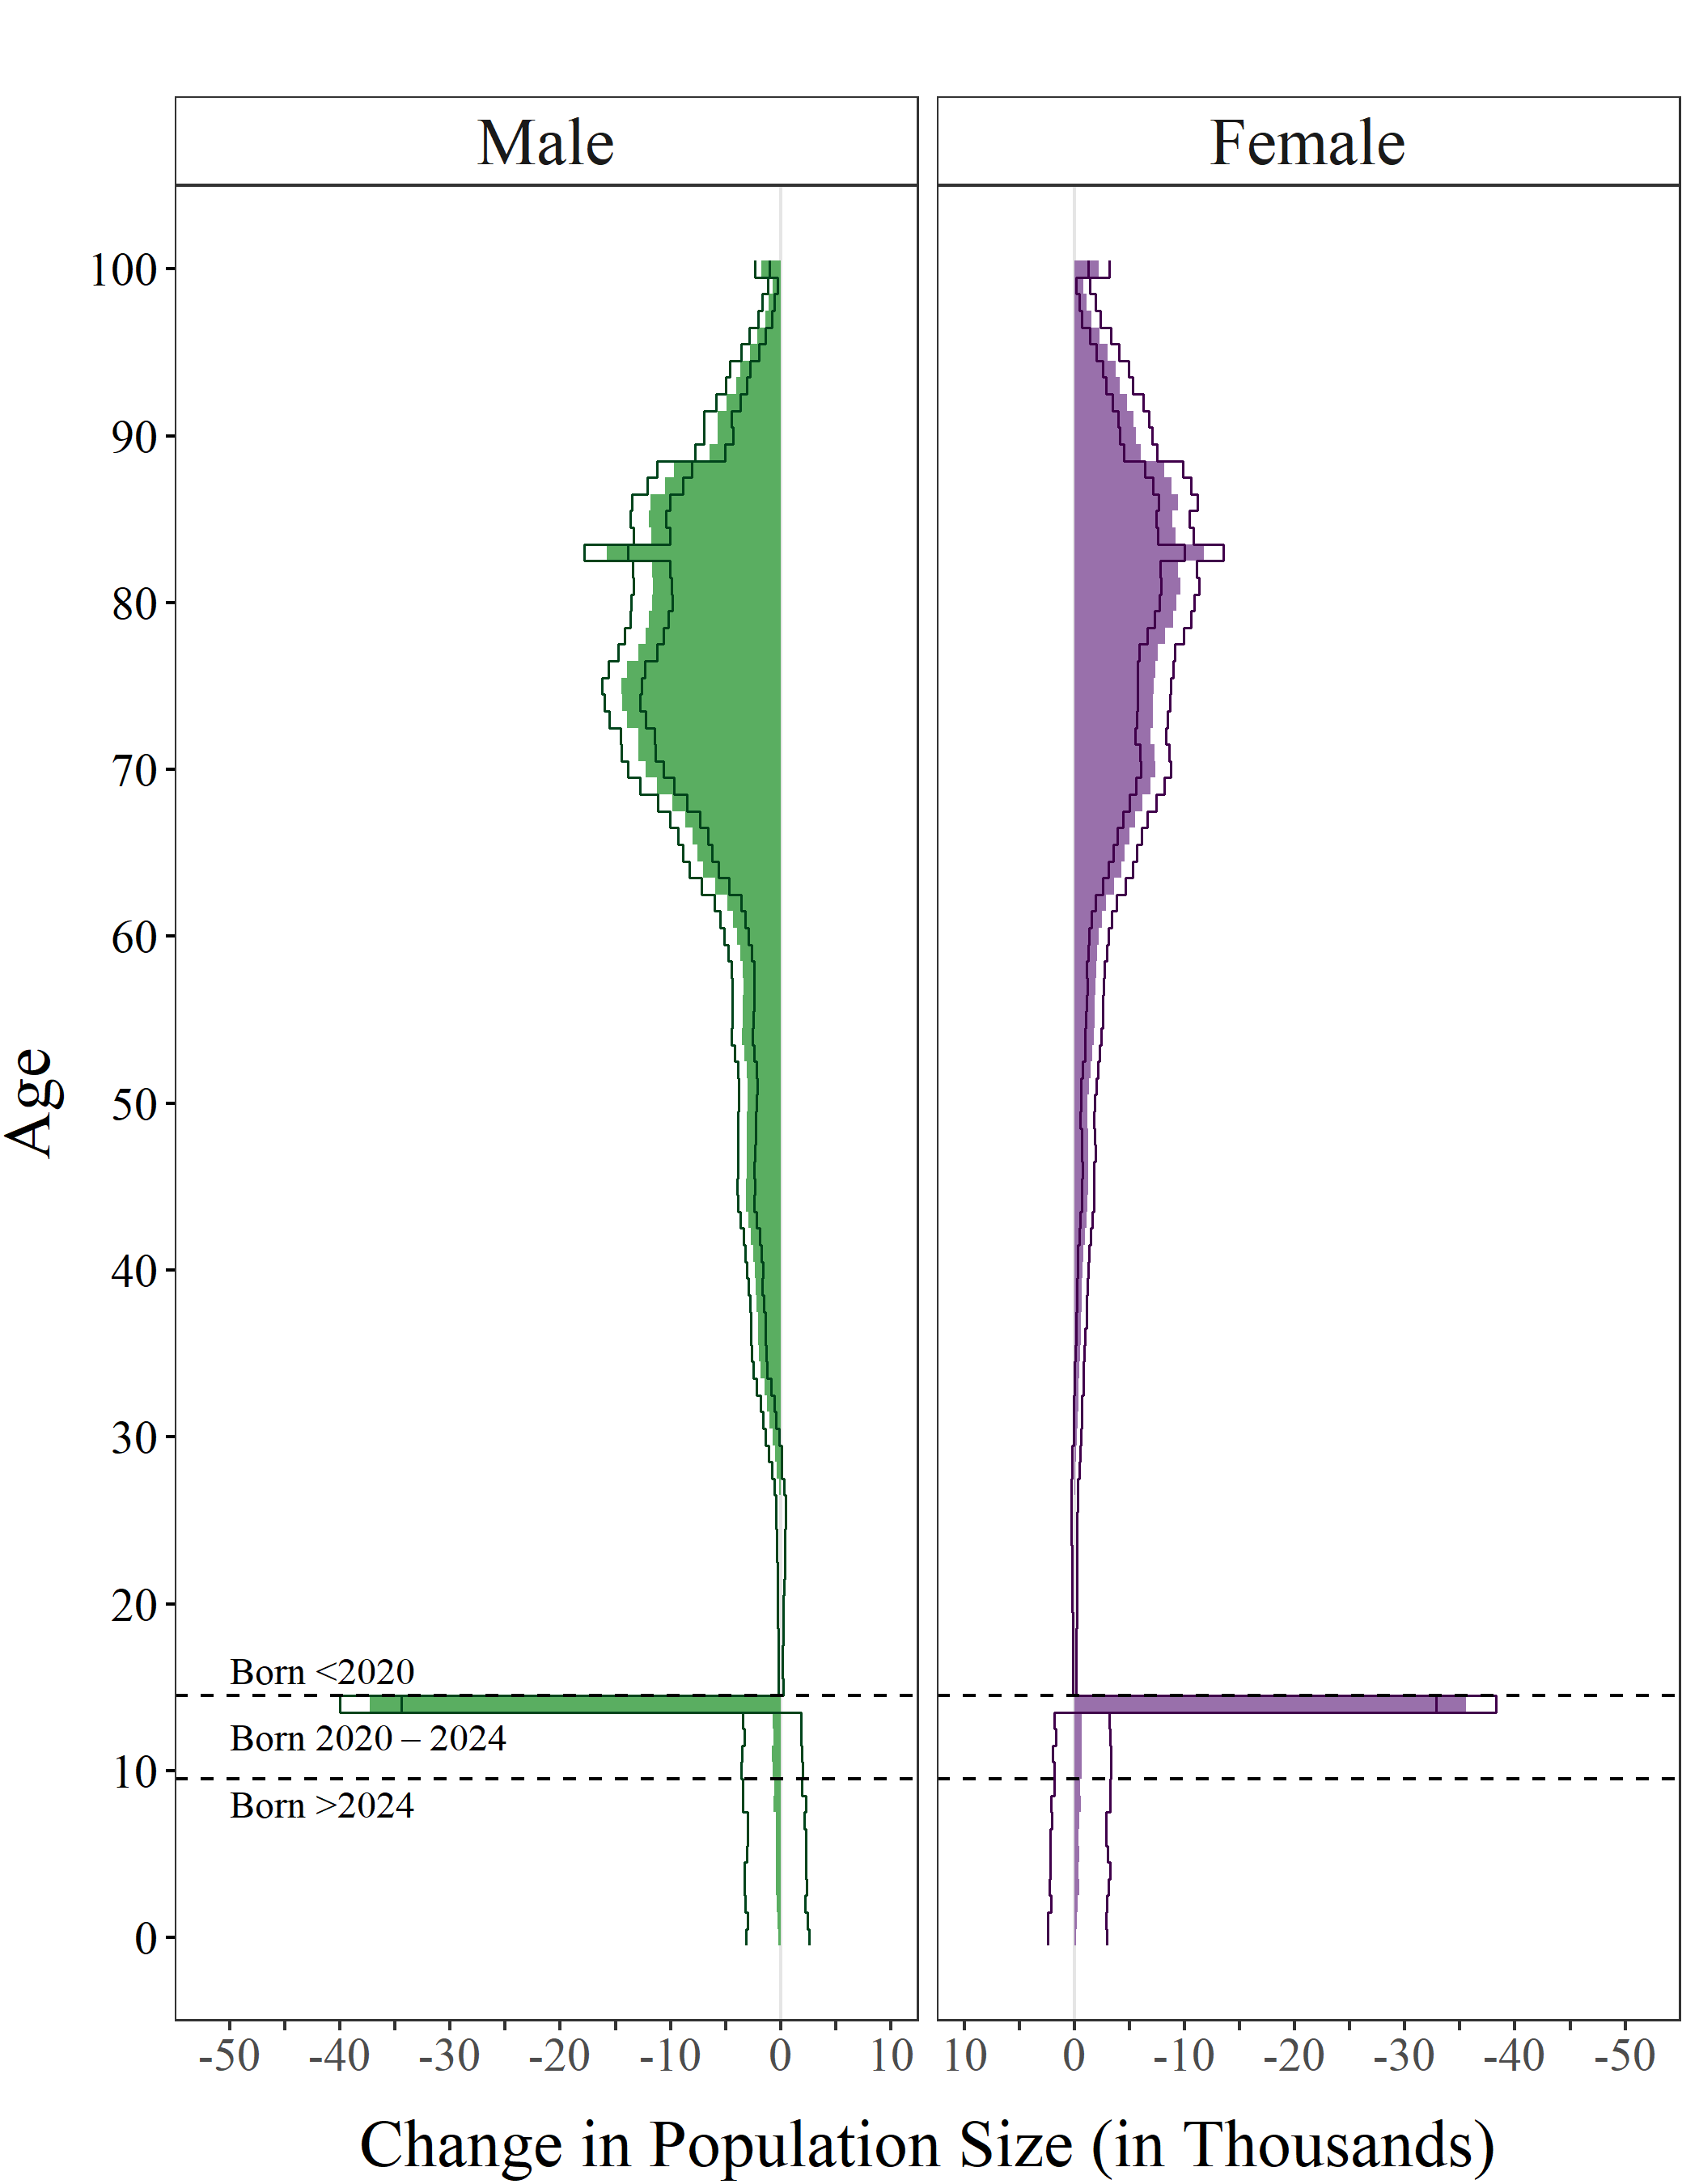 Male
Female
100
90
80
70
60
50
40
30
20
10
0
Age
Born <2020
Born 2020 – 2024
Born >2024
-50 -40 -30 -20 -10 0 10
10 0 -10 -20 -30 -40 -50
Change in Population Size (in Thousands)